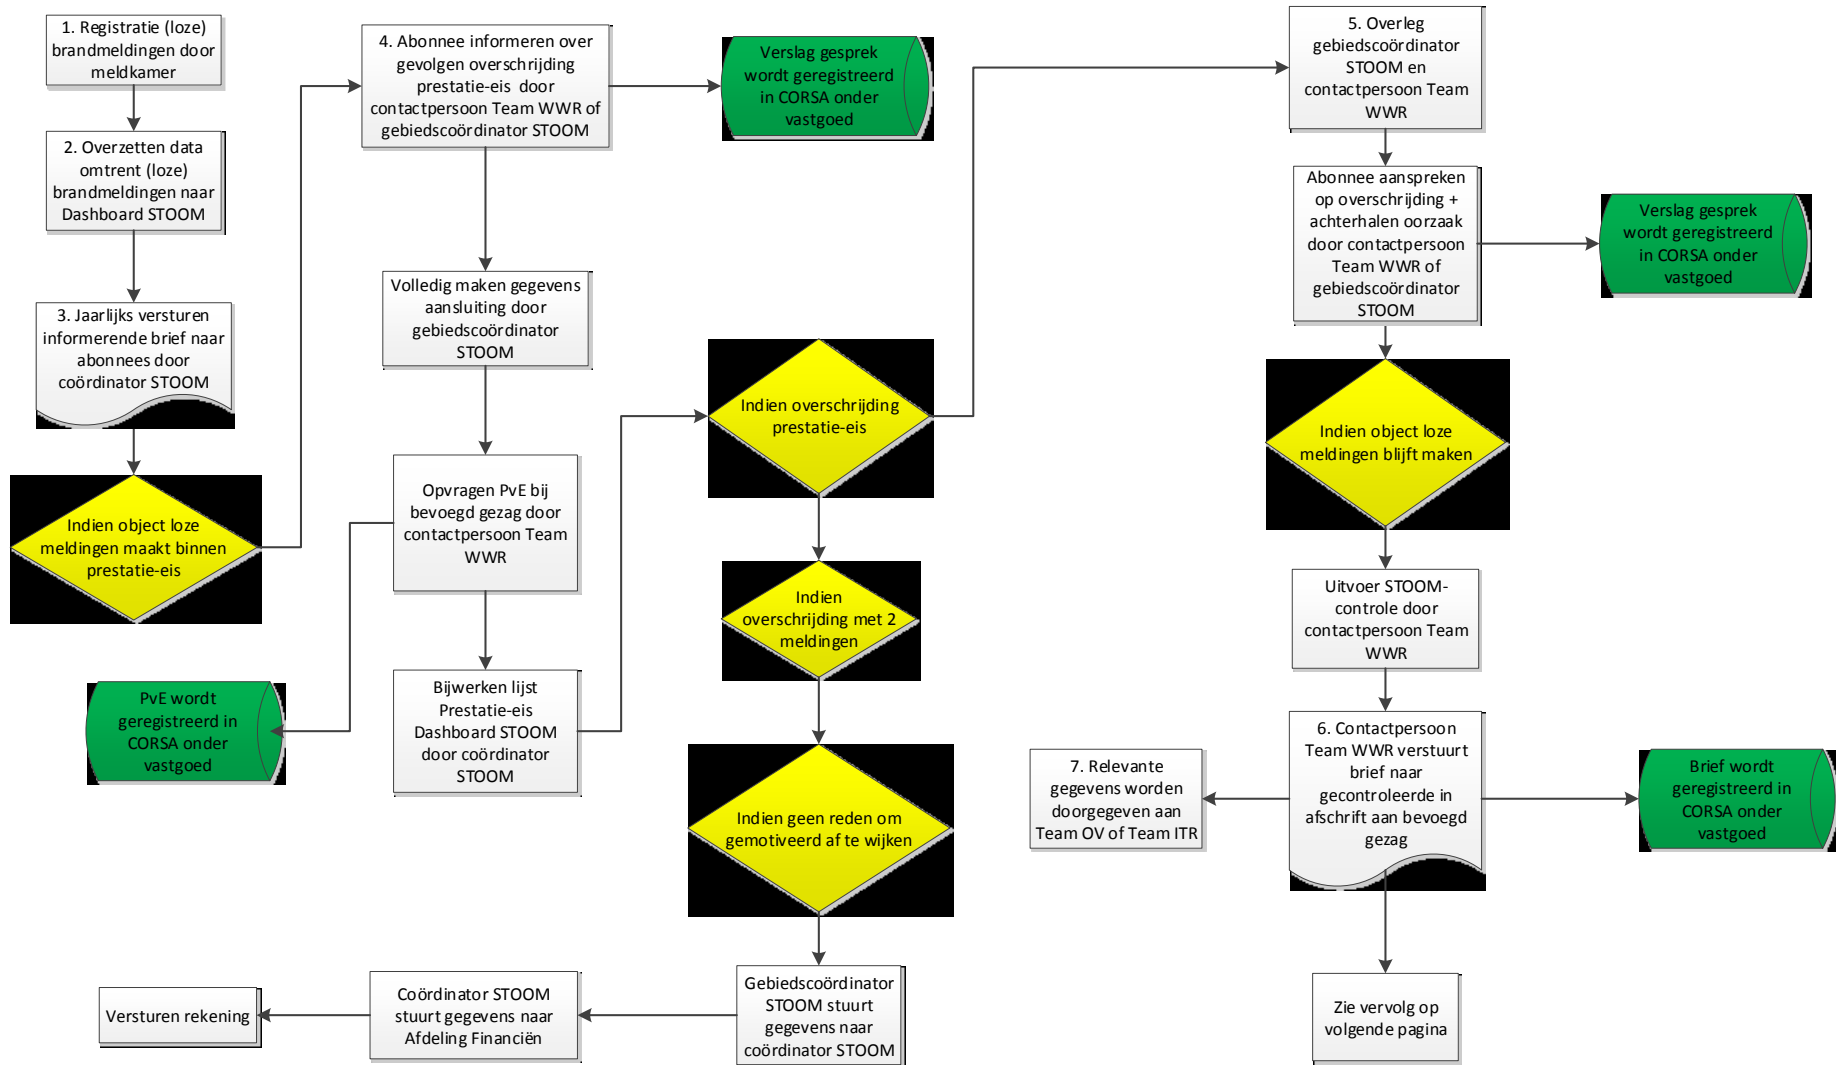 1. Registratie (loze)
brandmeldingen door
meldkamer
2. Overzetten data
omtrent (loze)
brandmeldingen naar
Dashboard STOOM
3. Jaarlijks versturen
informerende brief naar
abonnees door
coördinator STOOM
Indien object loze
meldingen maakt binnen
prestatie-eis
4. Abonnee informeren over
gevolgen overschrijding
prestatie-eis door
contactpersoon Team WWR of
gebiedscoördinator STOOM
Verslag gesprek
wordt geregistreerd
in CORSA onder
vastgoed
Volledig maken gegevens
aansluiting door
gebiedscoördinator
STOOM
Opvragen PvE bij
bevoegd gezag door
contactpersoon Team
WWR
PvE wordt
geregistreerd in
CORSA onder
vastgoed
Bijwerken lijst
Prestatie-eis
Dashboard STOOM
door coördinator
STOOM
Indien overschrijding
prestatie-eis
Indien
overschrijding met 2
meldingen
Indien geen reden om
gemotiveerd af te wijken
Gebiedscoördinator
STOOM stuurt
gegevens naar
coördinator STOOM
Coördinator STOOM
stuurt gegevens naar
Afdeling Financiën
Versturen rekening
5. Overleg
gebiedscoördinator
STOOM en
contactpersoon Team
WWR
Abonnee aanspreken
op overschrijding +
achterhalen oorzaak
door contactpersoon
Team WWR of
gebiedscoördinator
STOOM
Verslag gesprek
wordt geregistreerd
in CORSA onder
vastgoed
Indien object loze
meldingen blijft maken
Uitvoer STOOM-
controle door
contactpersoon Team
WWR
6. Contactpersoon
Team WWR verstuurt
brief naar
gecontroleerde in
afschrift aan bevoegd
gezag
7. Relevante
gegevens worden
doorgegeven aan
Team OV of Team ITR
Brief wordt
geregistreerd in
CORSA onder
vastgoed
Zie vervolg op
volgende pagina